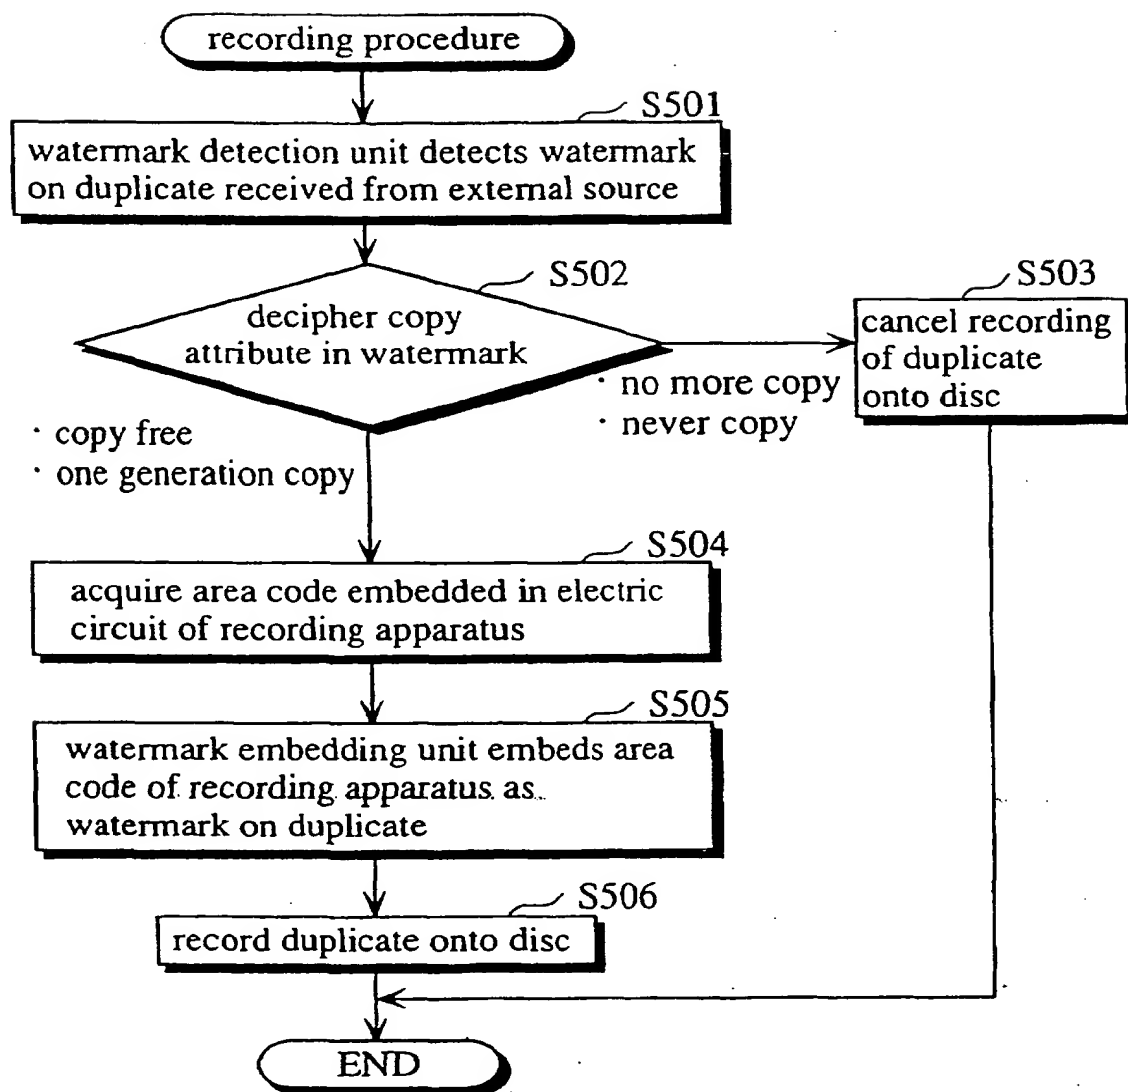 recording procedure
S501
watermark detection unit detects watermark
on duplicate received from external source
S502
decipher copy
attribute in watermark
S503
cancel recording
of duplicate
onto disc
· no more copy
· never copy
· copy free
· one generation copy
S504
acquire area code embedded in electric
circuit of recording apparatus
S505
watermark embedding unit embeds area
code of recording apparatus as
watermark on duplicate
S506
record duplicate onto disc
END